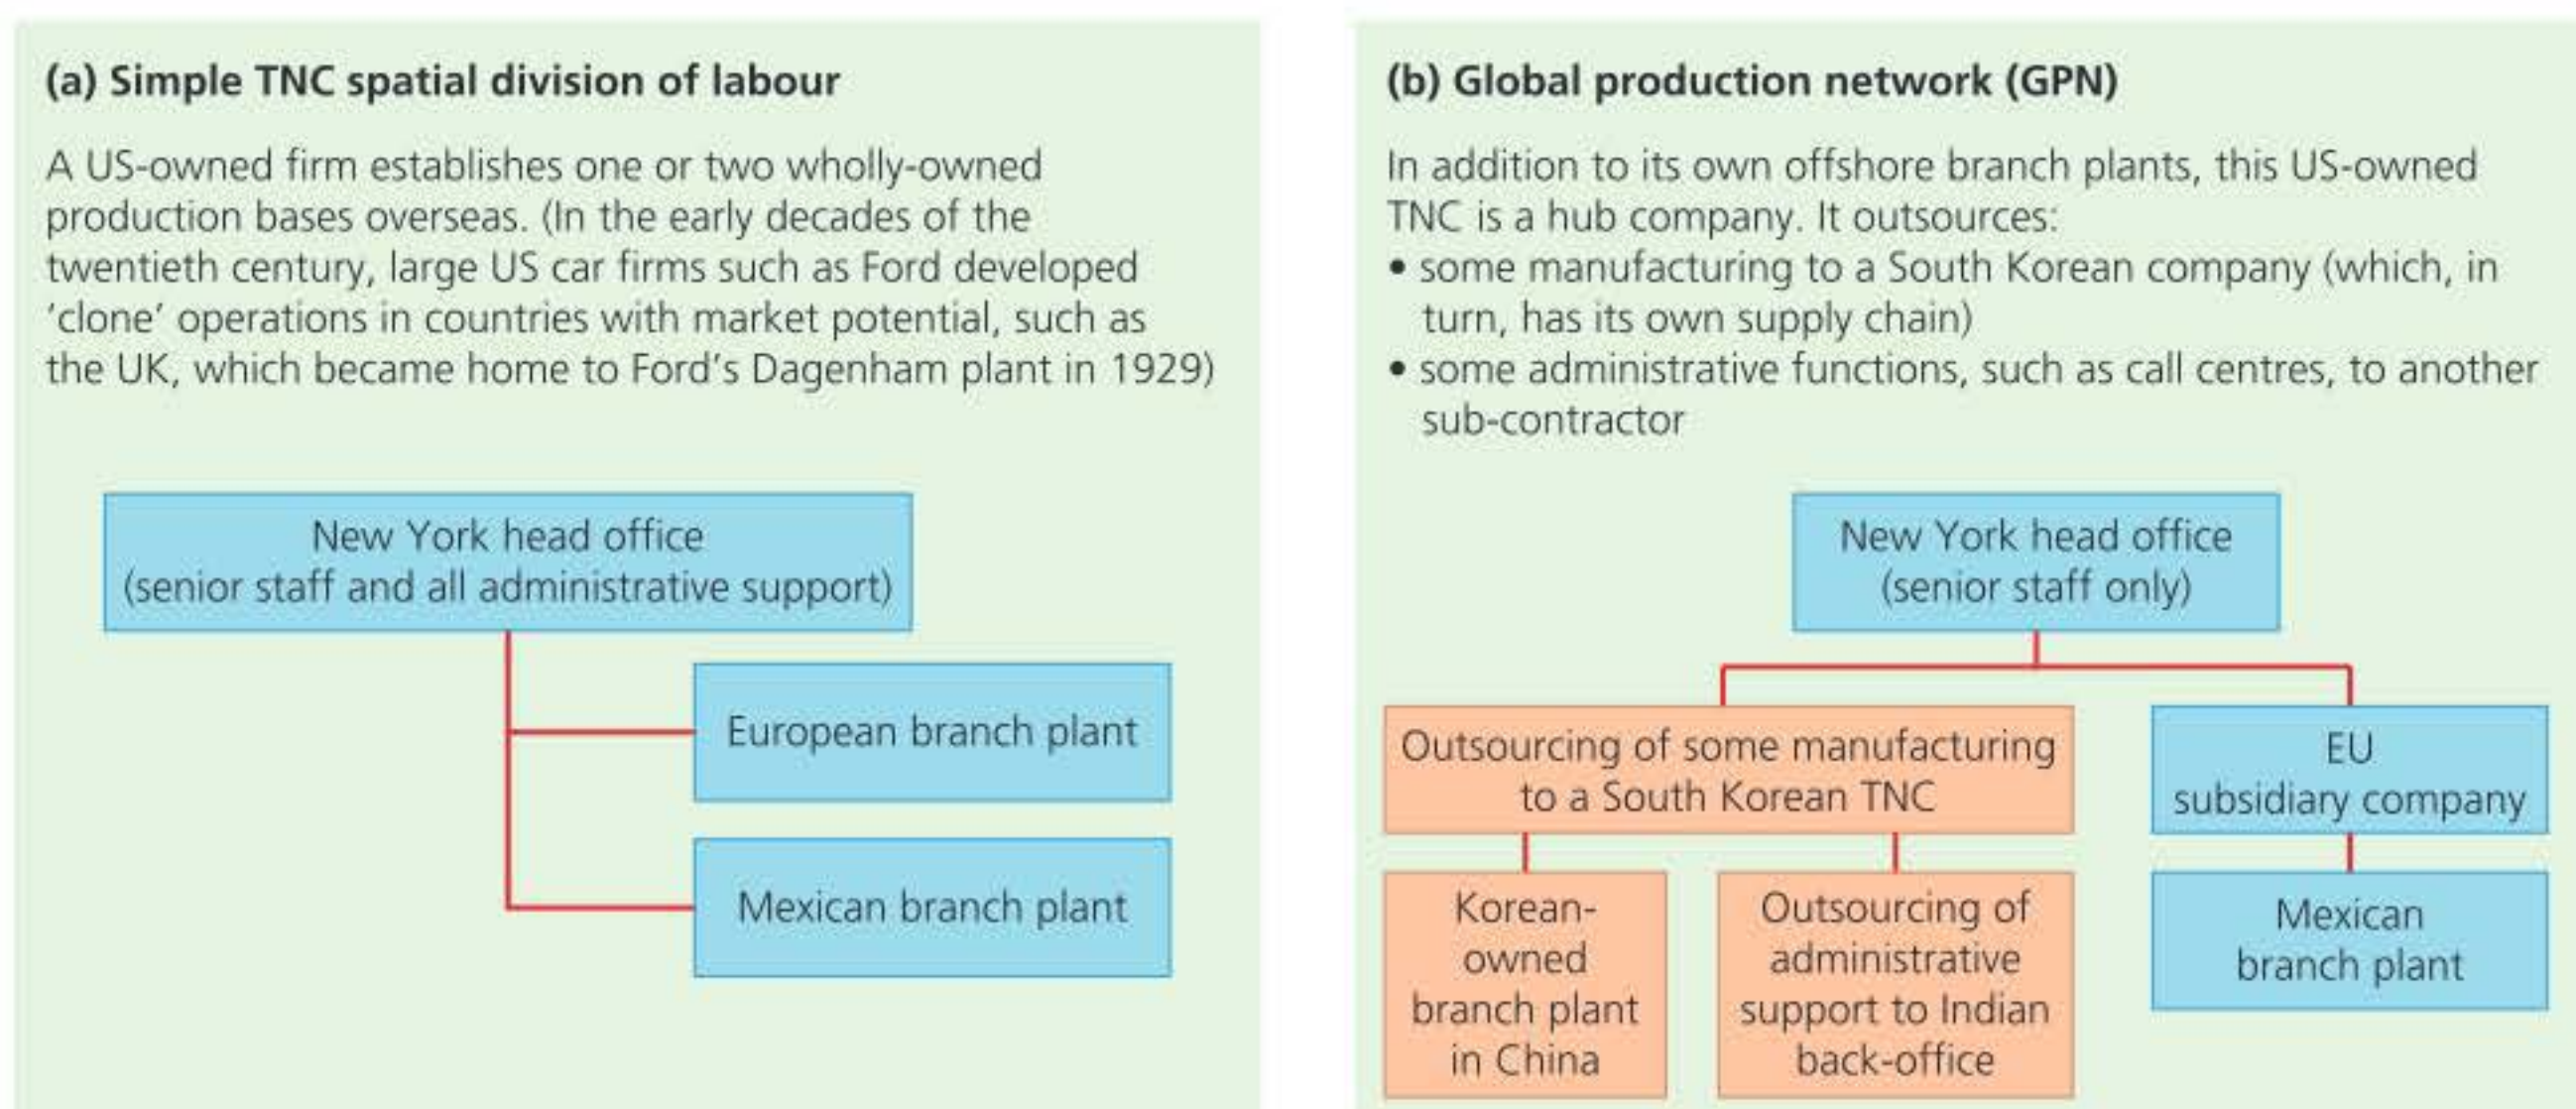 (a) Simple TNC spatial division of labour
A US-owned firm establishes one or two wholly-owned
production bases overseas. (In the early decades of the
twentieth century, large US car firms such as Ford developed
‘clone’ operations in countries with market potential, such as
the UK, which became home to Ford’s Dagenham plant in 1929)
New York head office
(senior staff and all administrative support)
European branch plant
Mexican branch plant
(b) Global production network (GPN)
In addition to its own offshore branch plants, this US-owned
TNC is a hub company. It outsources:
• some manufacturing to a South Korean company (which, in
turn, has its own supply chain)
• some administrative functions, such as call centres, to another
sub-contractor
New York head office
(senior staff only)
Outsourcing of some manufacturing
to a South Korean TNC
EU
subsidiary company
Korean-
owned
branch plant
in China
Outsourcing of
administrative
support to Indian
back-office
Mexican
branch plant